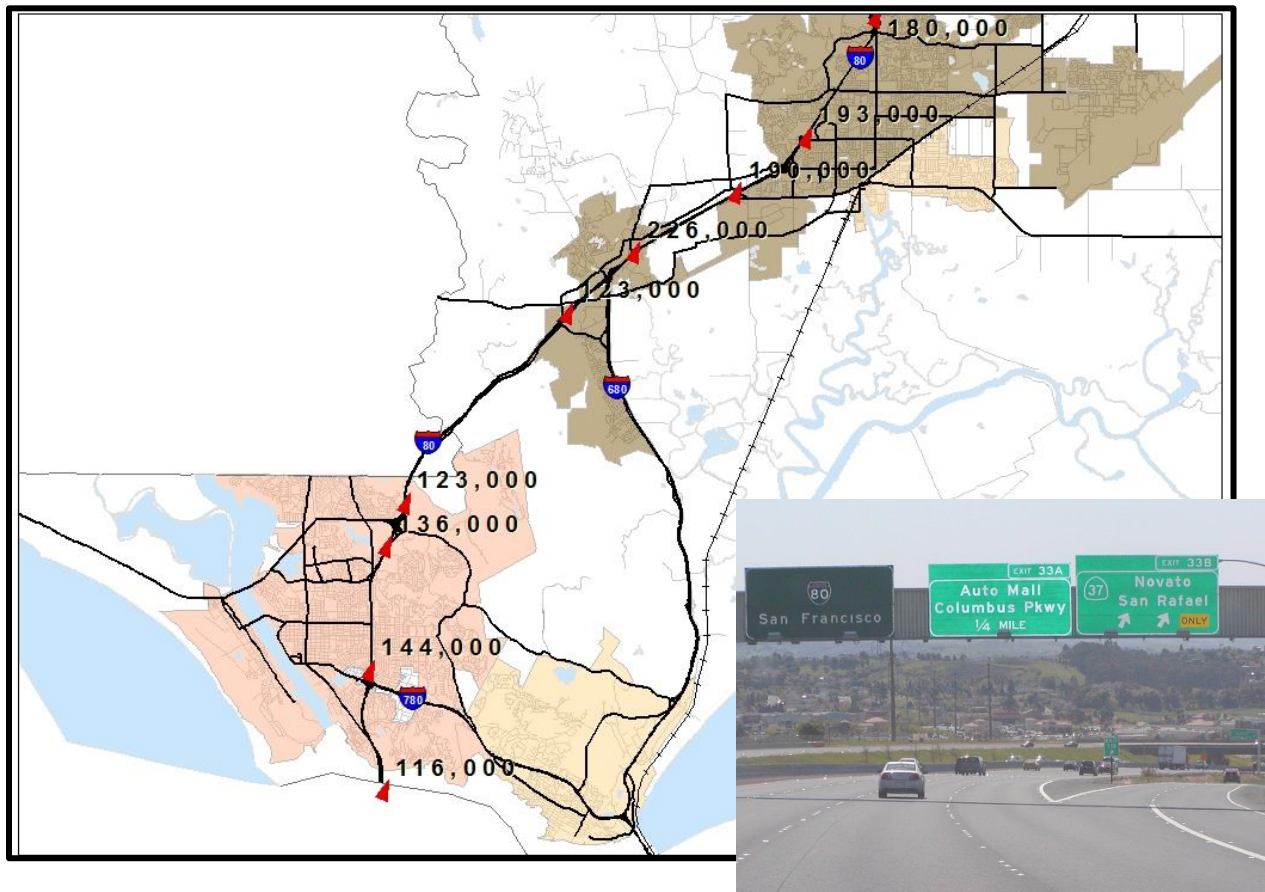 180,000
80
193,000
190,000
226,000
123,000
680
80
123,000
136,000
144,000
780
116,000
EXIT 33A
EXIT 33B
80
San Francisco
Auto Mall
Columbus Pkwy
¼ MILE
37
Novato
San Rafael
ONLY